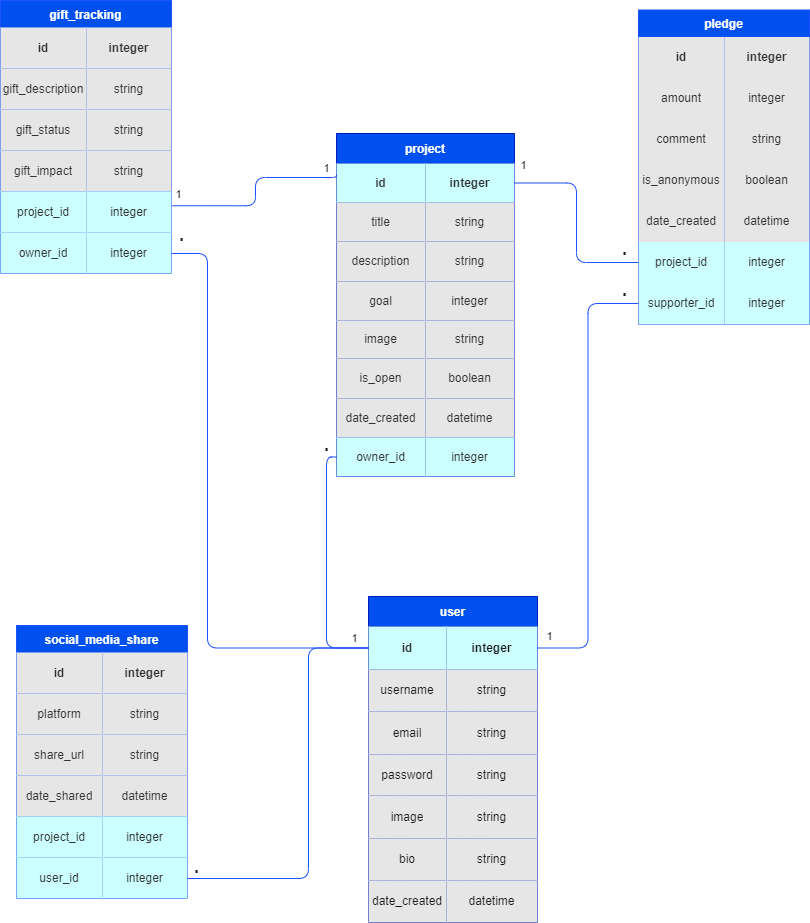 gift_tracking
id integer
gift_description string
gift_status string
gift_impact string
project_id integer
owner_id integer
1
*
pledge
id integer
amount integer
comment string
is_anonymous boolean
date_created datetime
project_id integer
supporter_id integer
*
*
project
id integer
title string
description string
goal integer
image string
is_open boolean
date_created datetime
owner_id integer
1
1
*
social_media_share
id integer
platform string
share_url string
date_shared datetime
project_id integer
user_id integer
*
user
id integer
username string
email string
password string
image string
bio string
date_created datetime
1
1